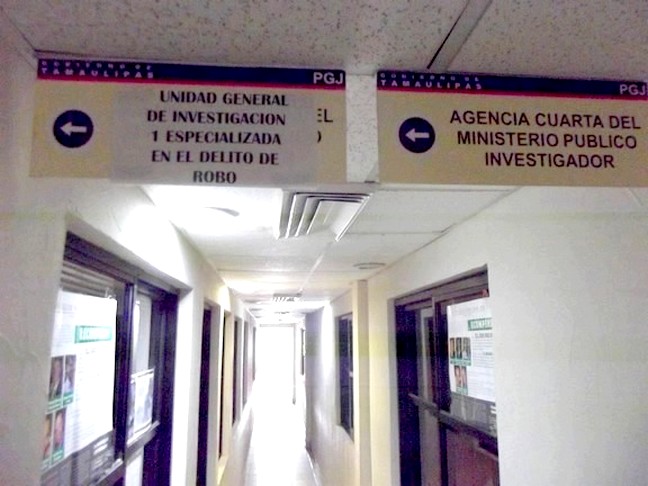 GOBIERNO DE
TAMAULIPAS
PGJ
UNIDAD GENERAL
DE INVESTIGACION
EL
1 ESPECIALIZADA
EN EL DELITO DE
ROBO
GOBIERNO DE
TAMAULIPAS
PGJ
AGENCIA CUARTA DEL
MINISTERIO PUBLICO
INVESTIGADOR